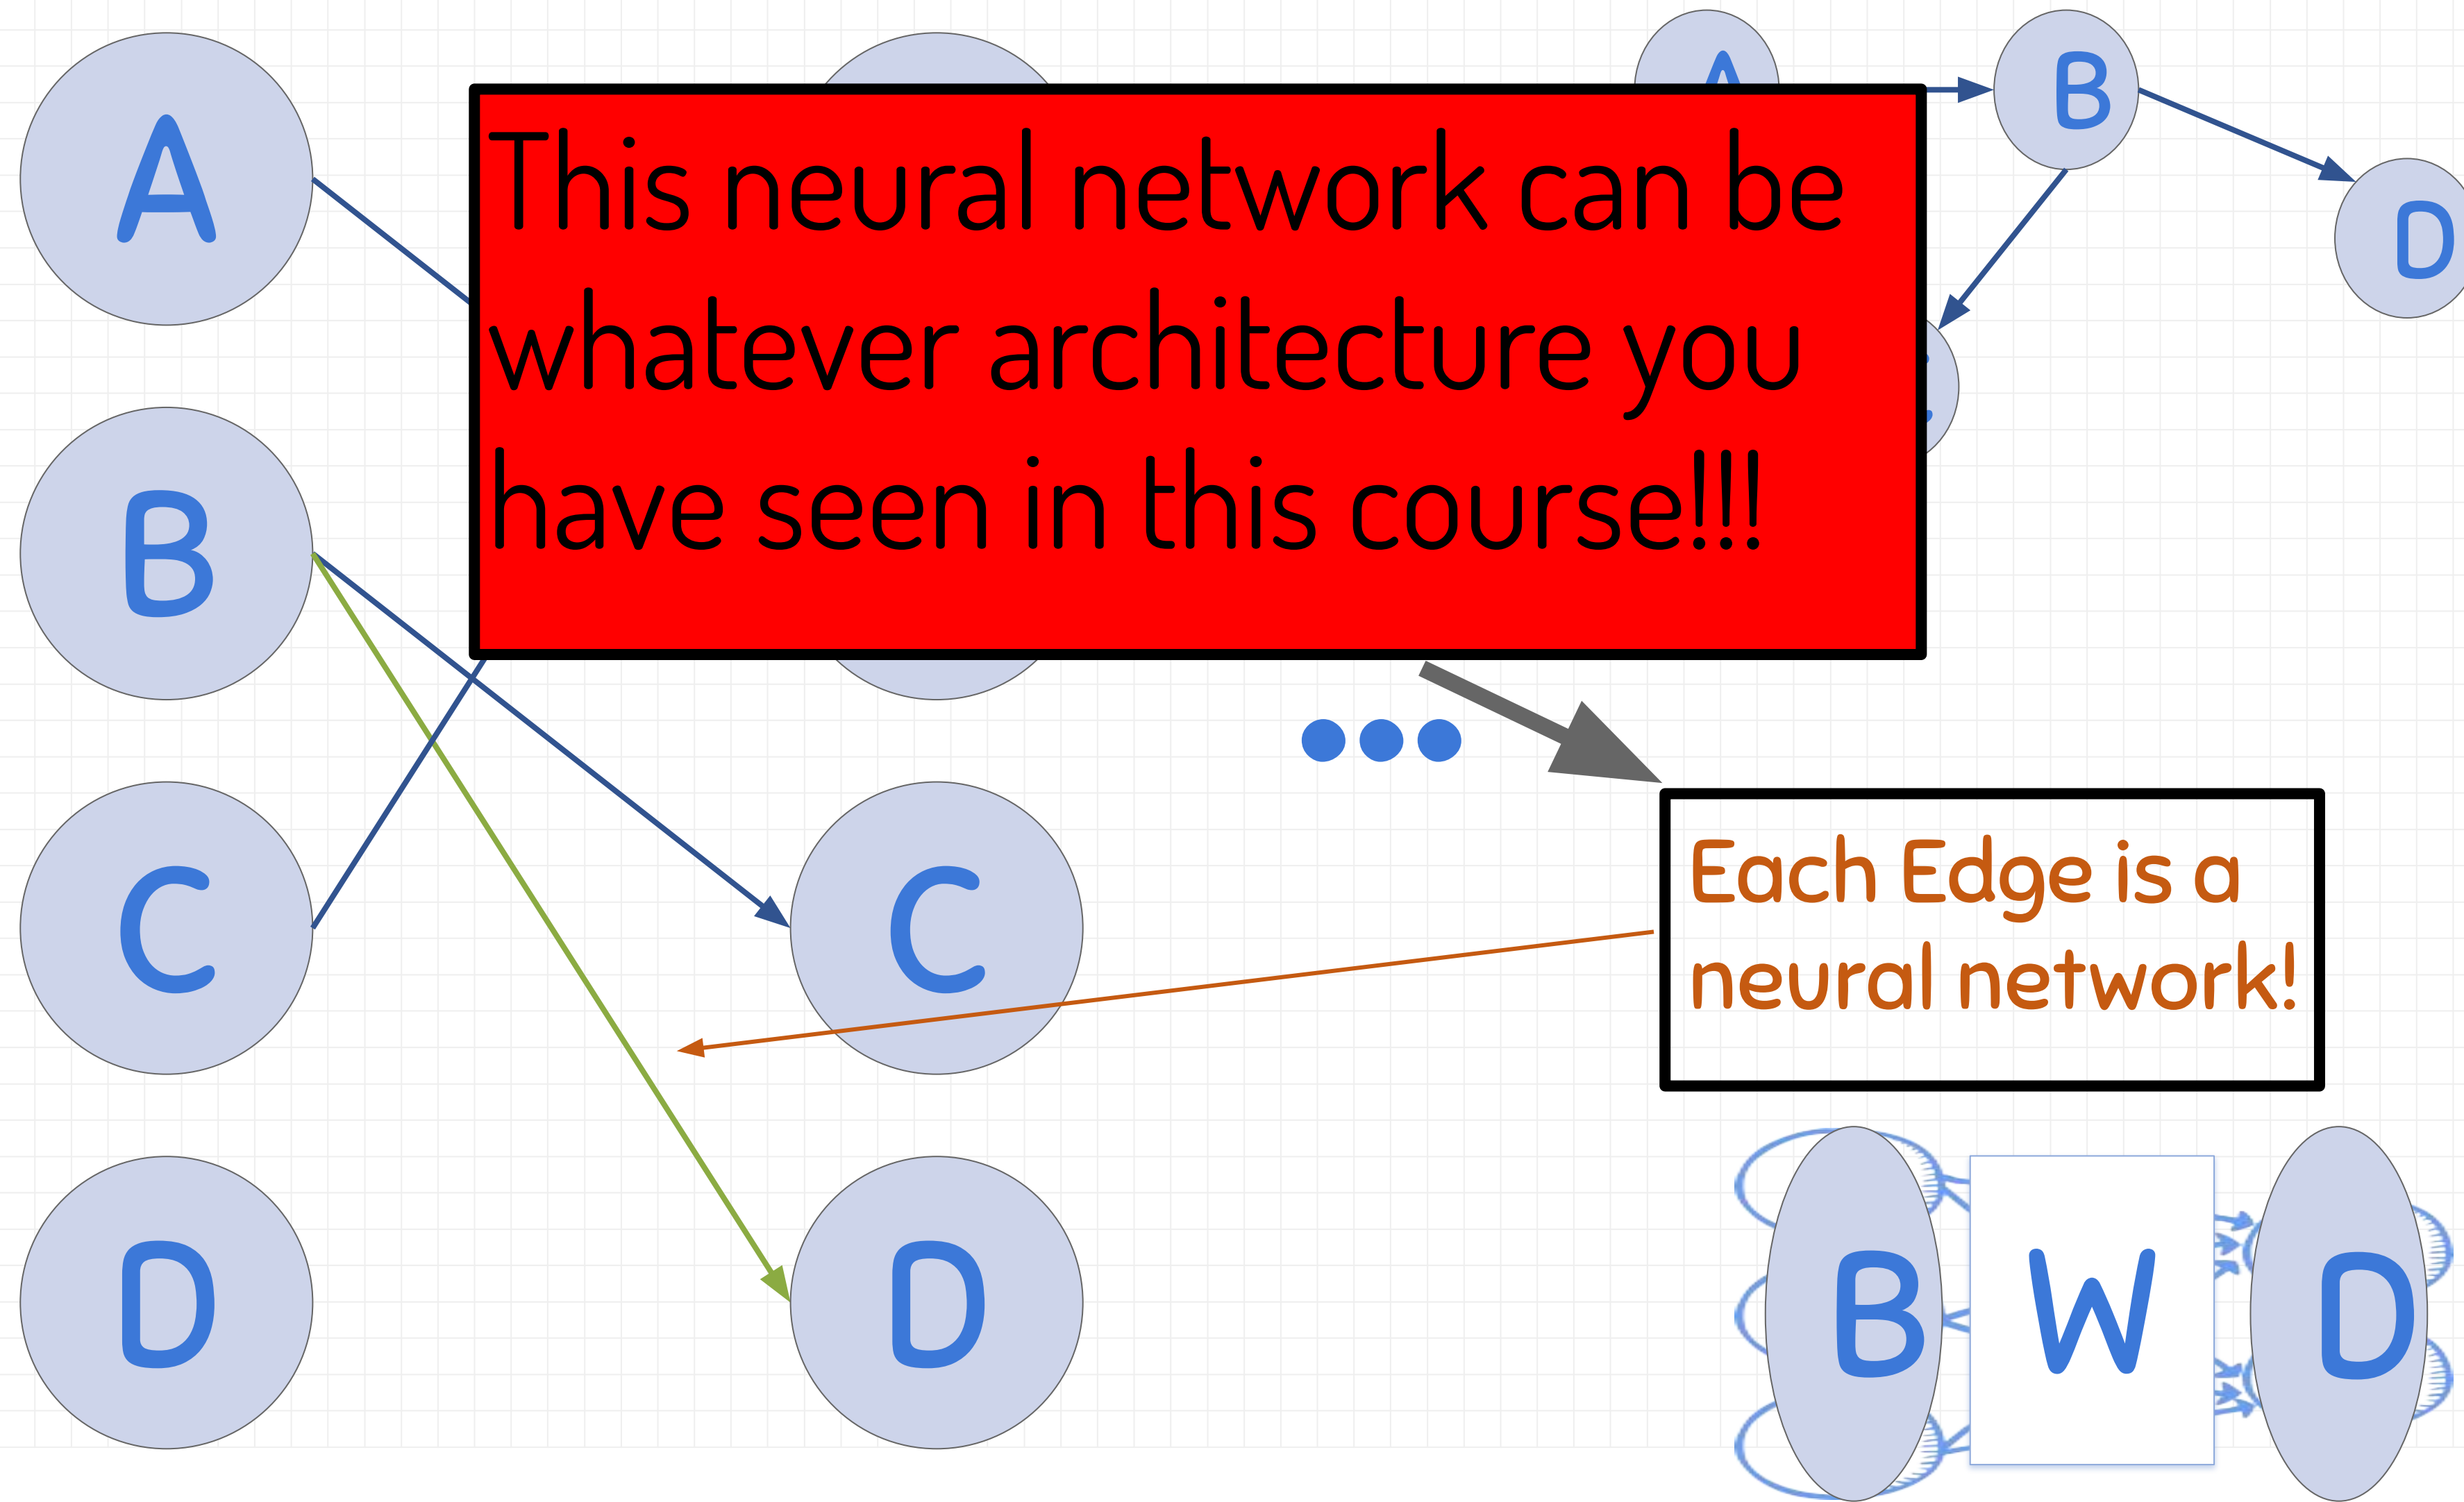 A
B
C
D
This neural network can be
whatever architecture you
have seen in this course!!!
C
D
A
B
D
Each Edge is a
neural network!
B
W
D